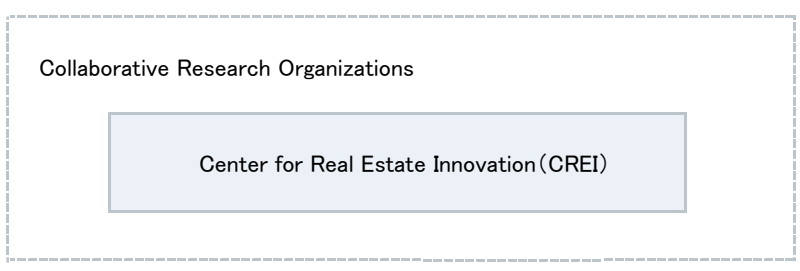 Collaborative Research Organizations
Center for Real Estate Innovation（CREI）